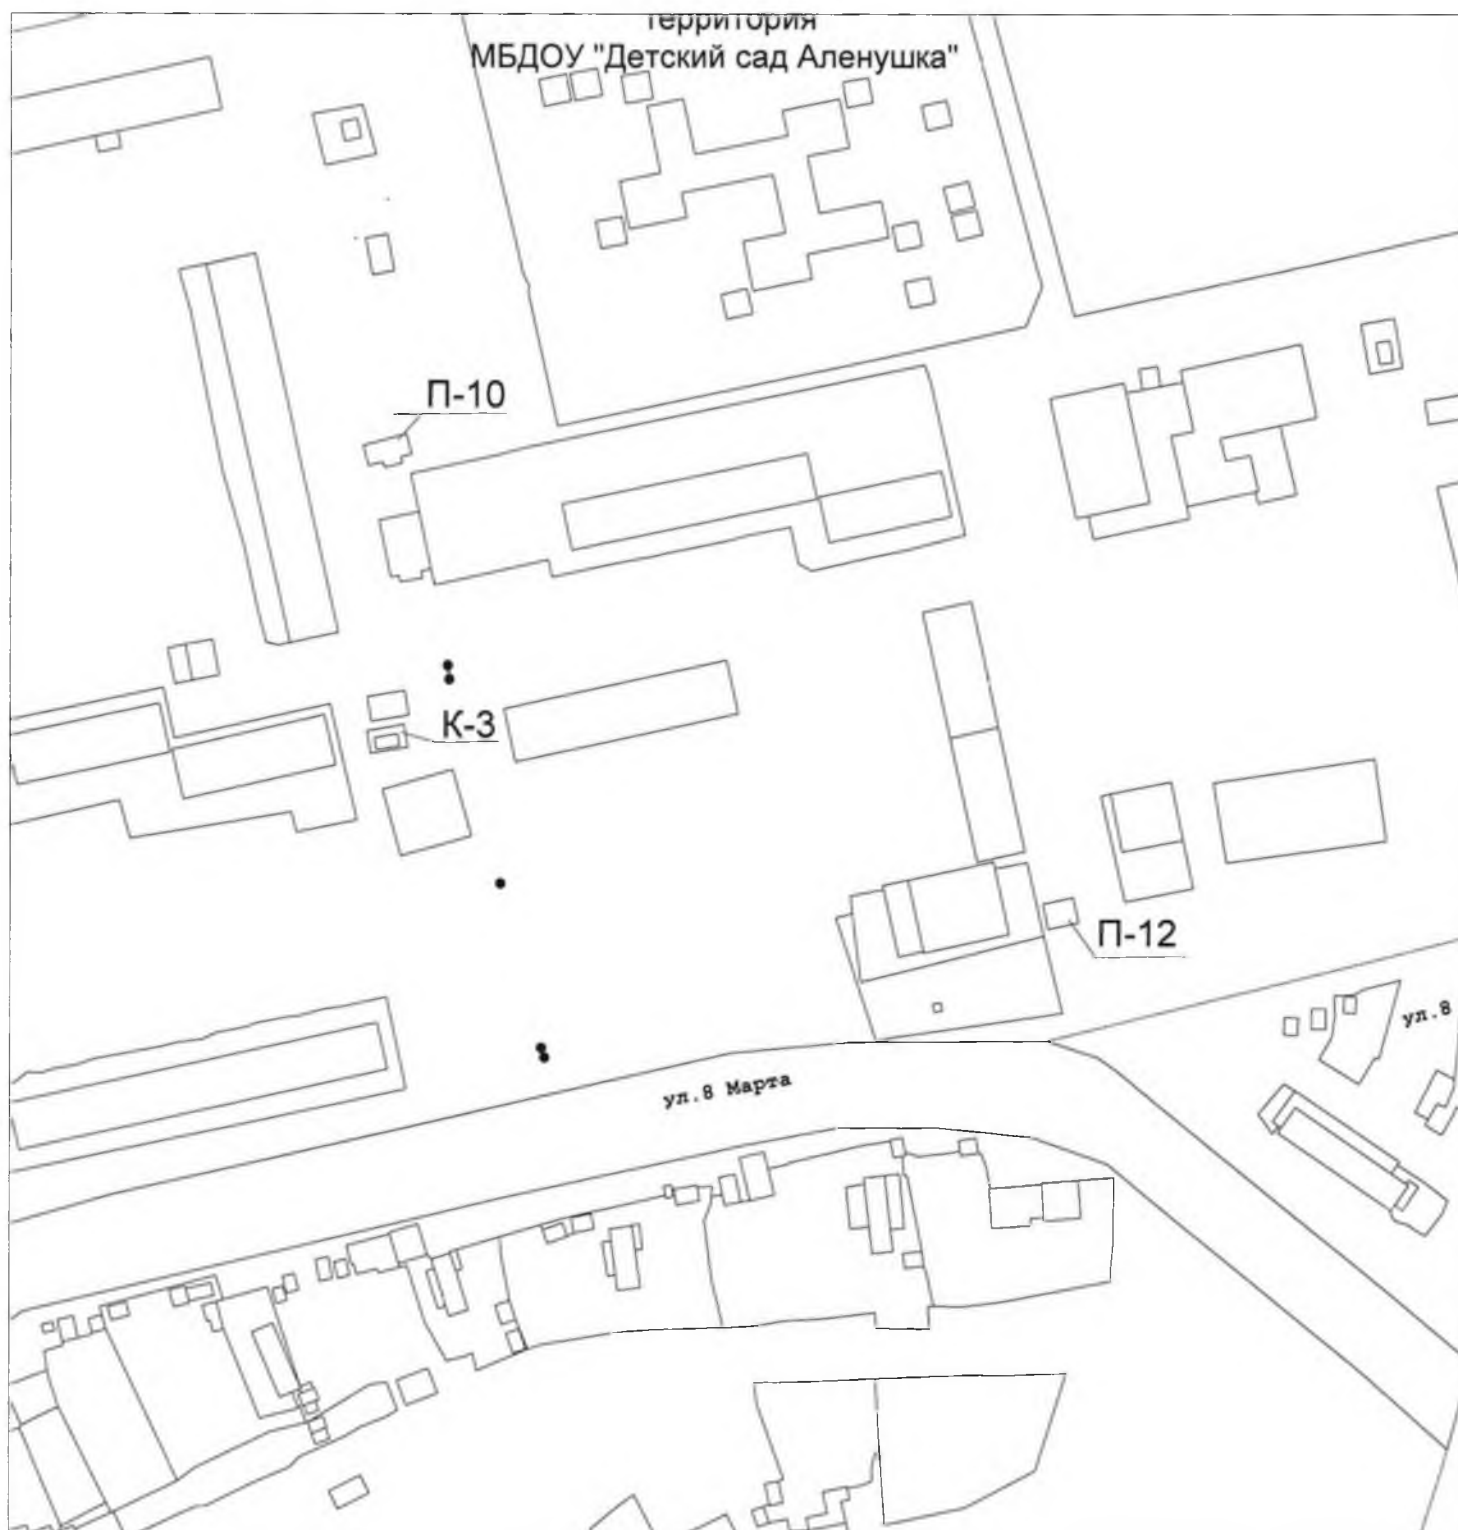 территория
МБДОУ "Детский сад Аленушка"
П-10
К-3
П-12
ул.8
ул.8 Марта